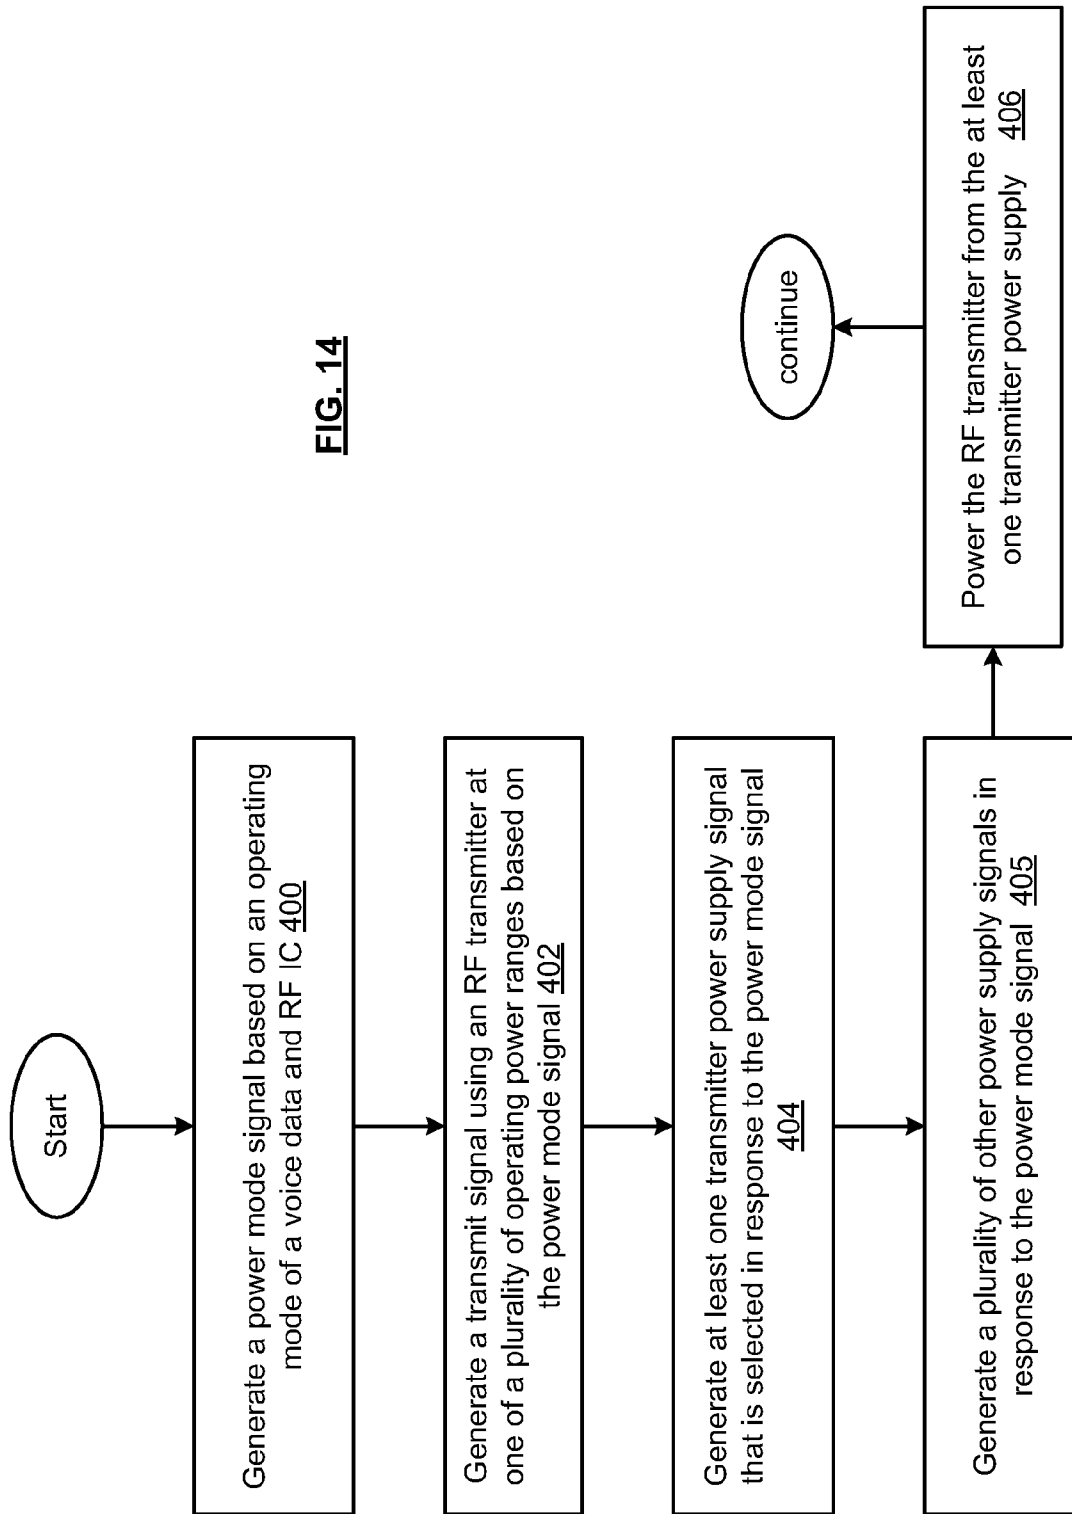 Start
Generate a power mode signal based on an operating
mode of a voice data and RF IC 400
Generate a transmit signal using an RF transmitter at
one of a plurality of operating power ranges based on
the power mode signal 402
Generate at least one transmitter power supply signal
that is selected in response to the power mode signal
404
Generate a plurality of other power supply signals in
response to the power mode signal 405
Power the RF transmitter from the at least
one transmitter power supply 406
continue
FIG. 14